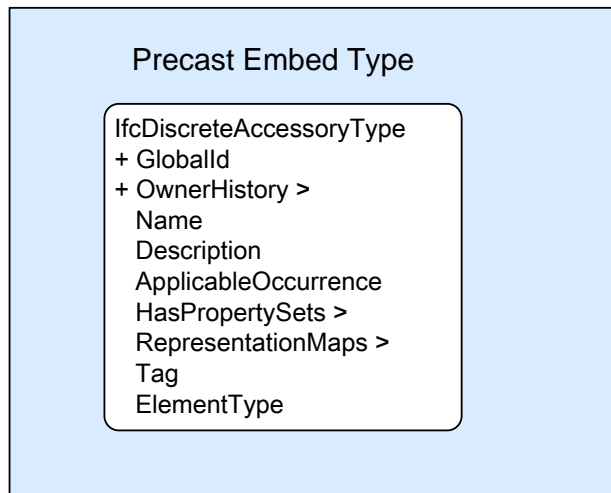 Precast Embed Type
IfcDiscreteAccessoryType
+ GlobalId
+ OwnerHistory >
Name
Description
ApplicableOccurrence
HasPropertySets >
RepresentationMaps >
Tag
ElementType